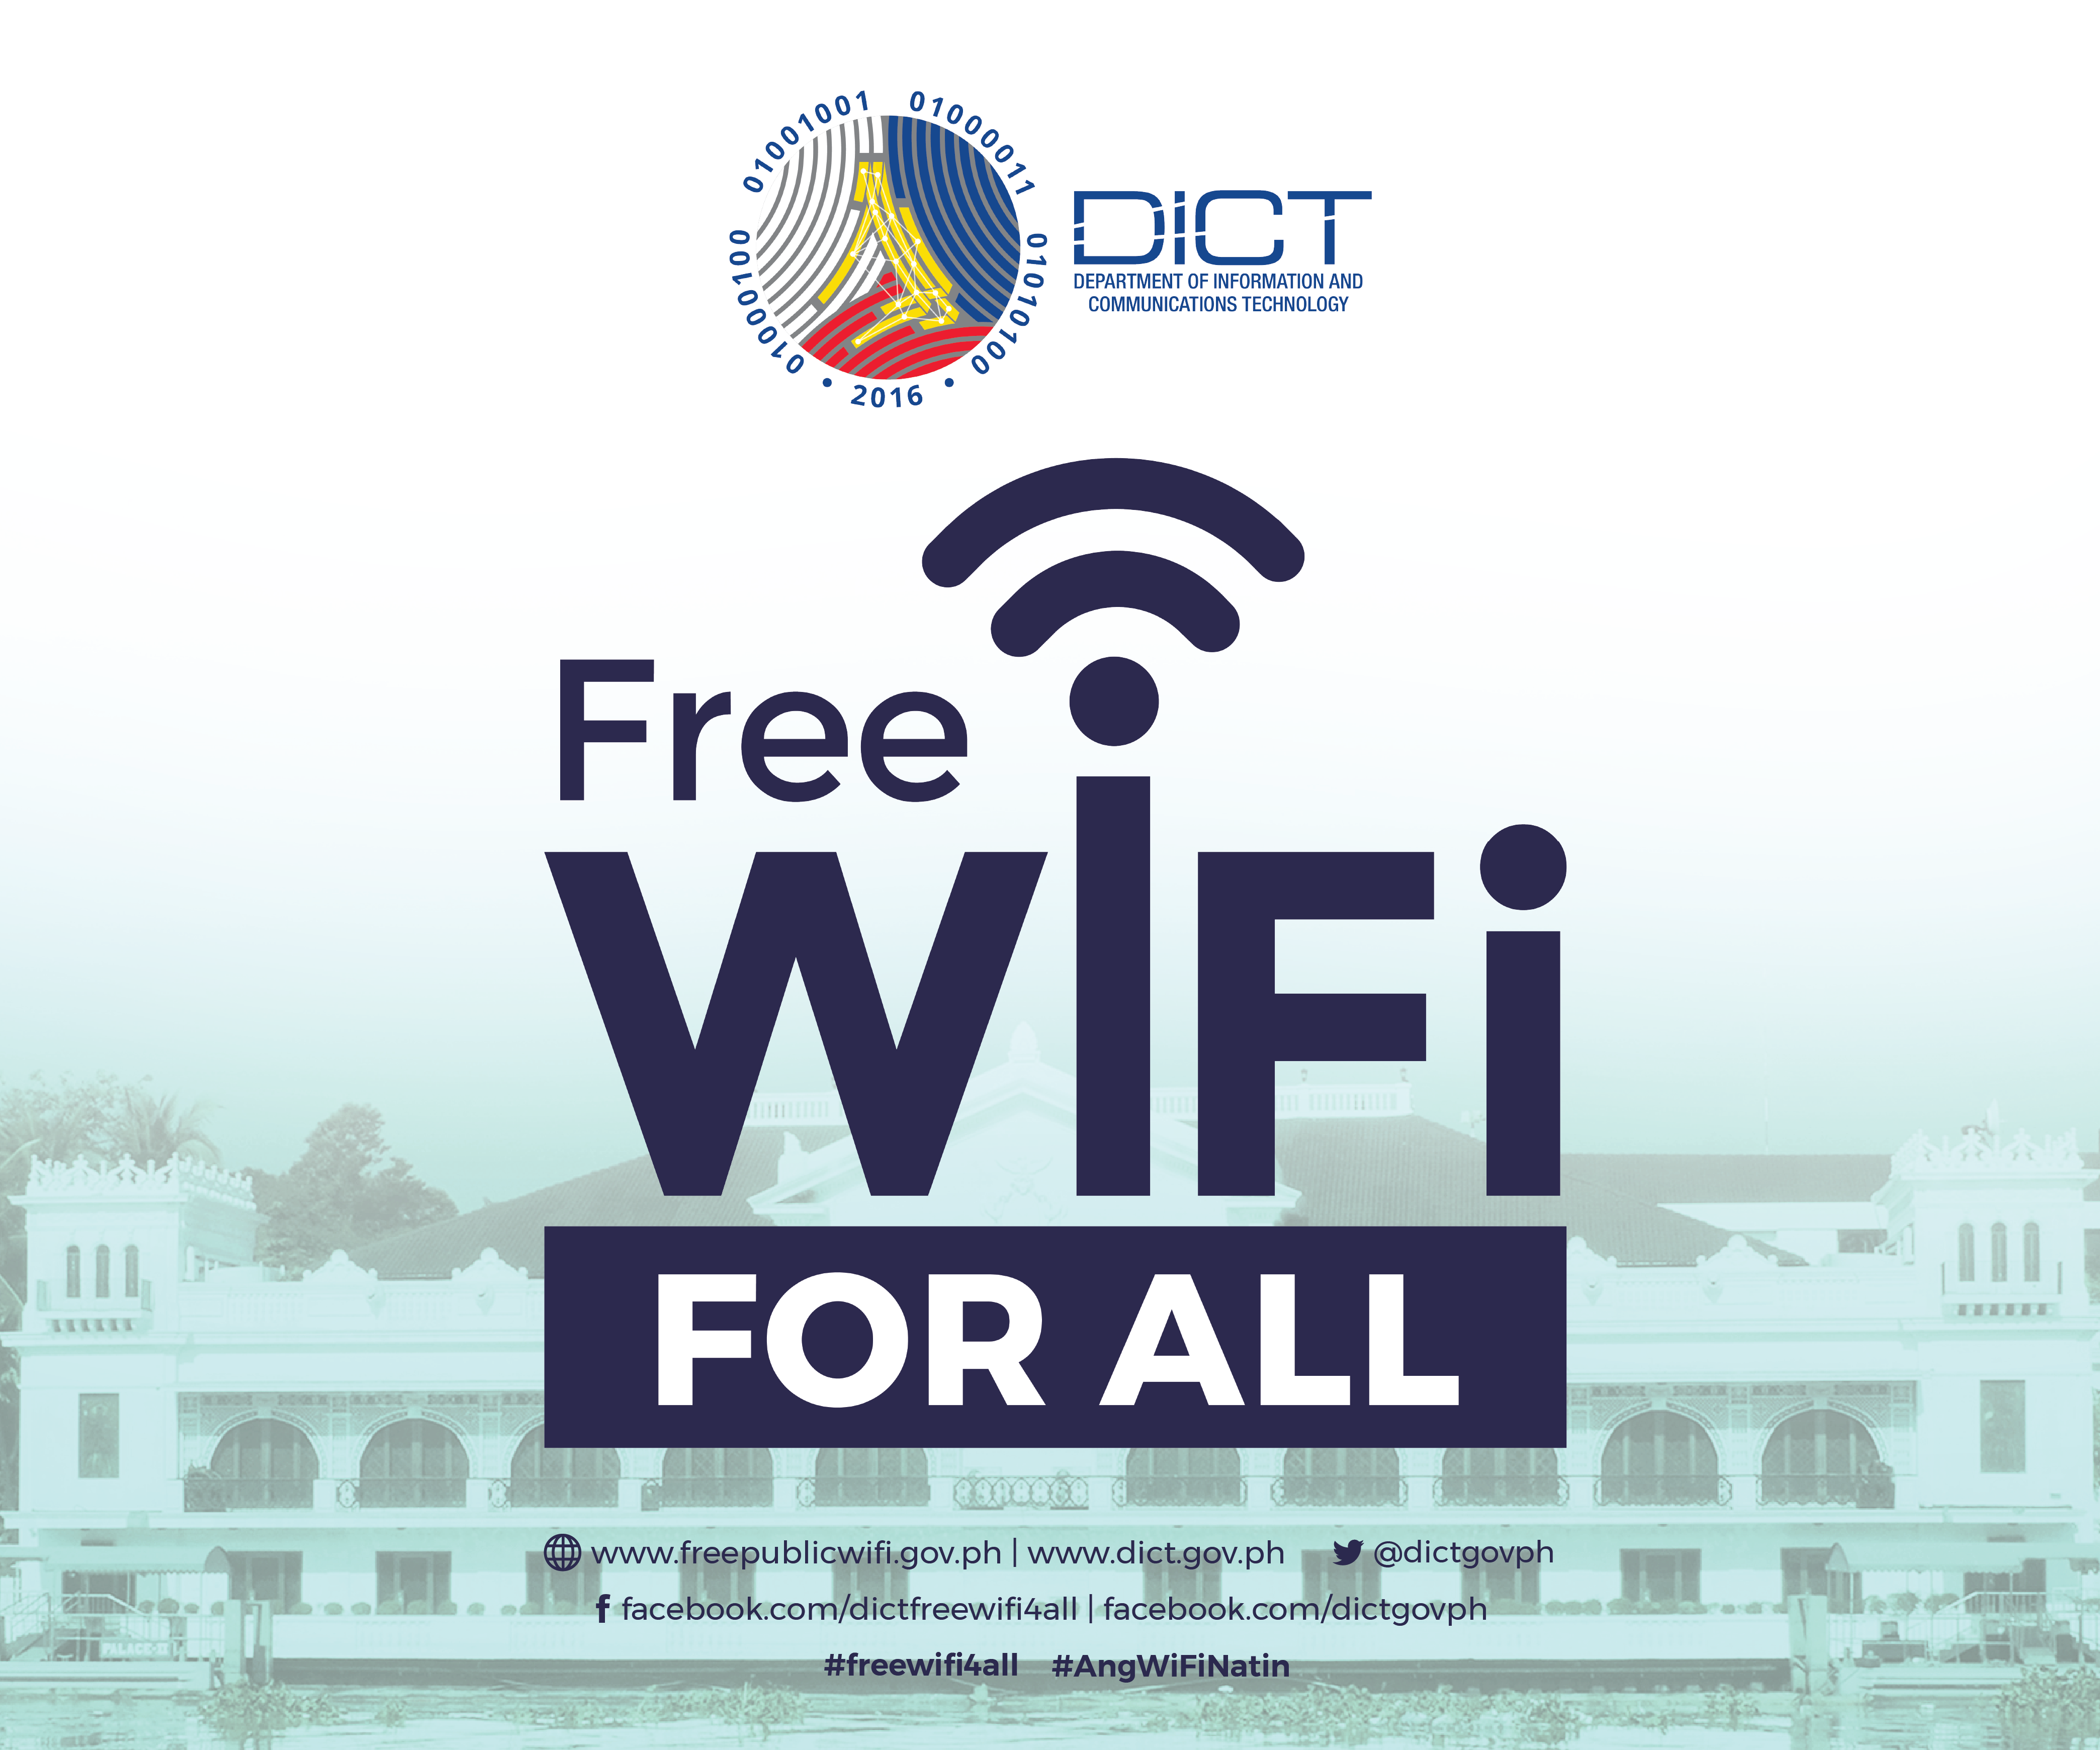 01000100 01001001 01000011 01010100
• 2016 •
DICT
DEPARTMENT OF INFORMATION AND
COMMUNICATIONS TECHNOLOGY
Free
WiFi
FOR ALL
www.freepublicwifi.gov.ph | www.dict.gov.ph @dictgovph
facebook.com/dictfreewifi4all | facebook.com/dictgovph
#freewifi4all #AngWiFiNatin